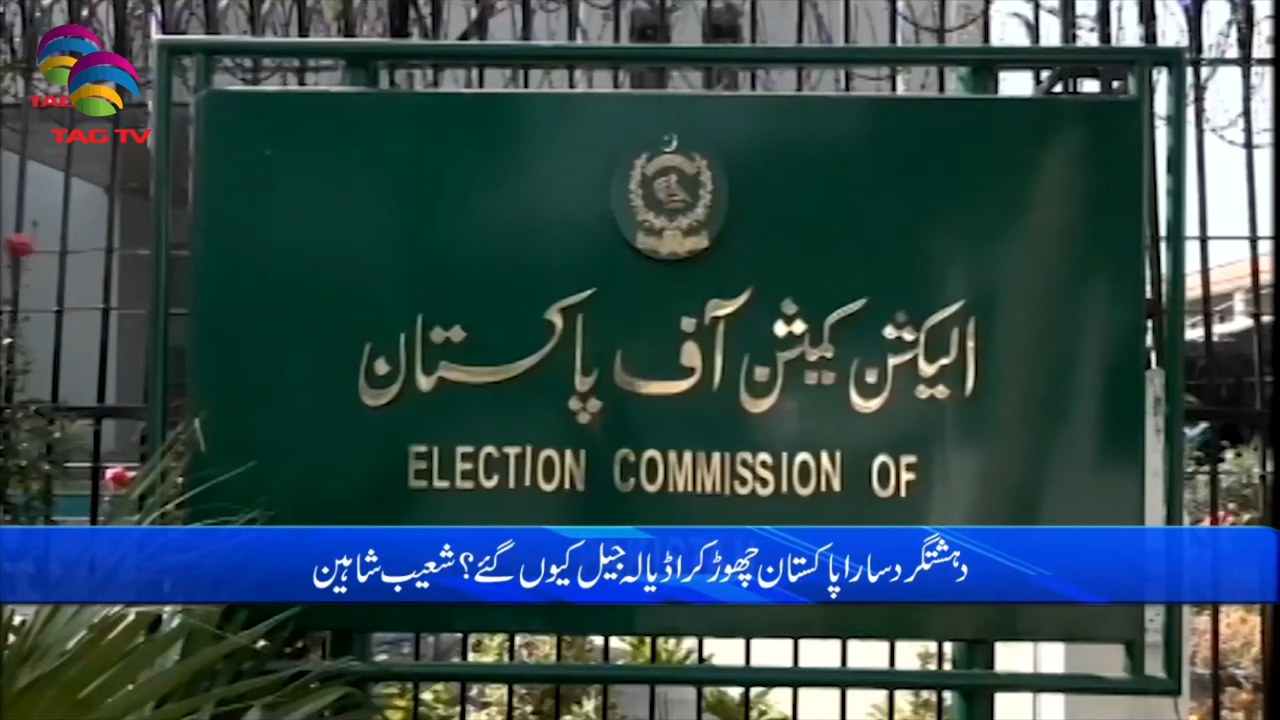 TAG
TAG TV
الیکشن کمیشن آف پاکستان
ELECTION COMMISSION OF
دہشتگرد سارا پاکستان چھوڑ کر اڈیالہ جیل کیوں گئے؟ شعیب شاہین